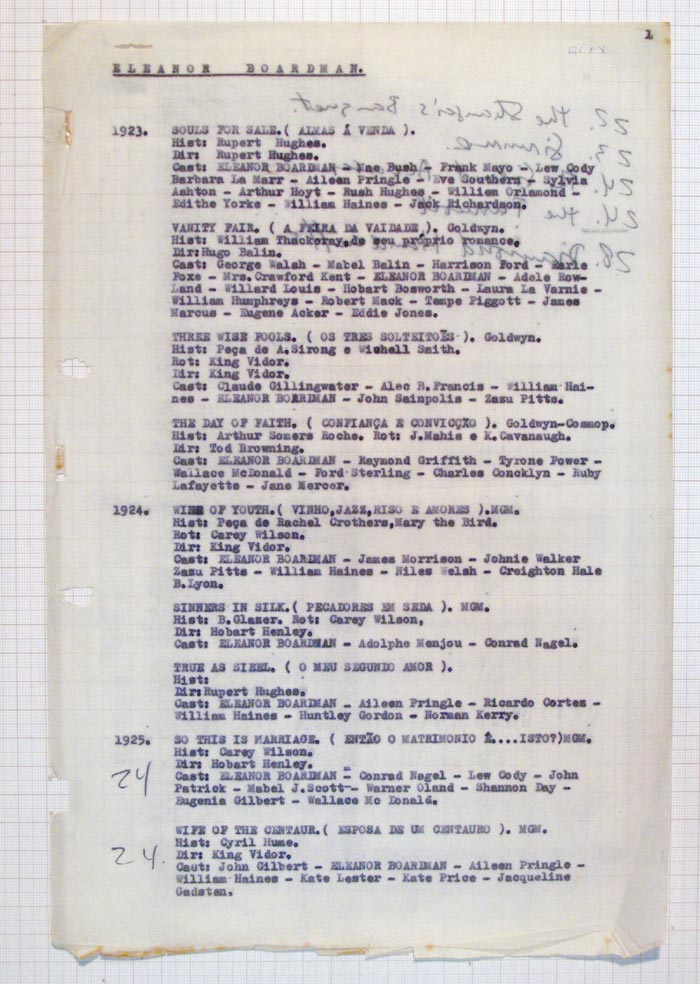 1
ELEANOR BOARDMAN.
1923. SOULS FOR SALE.( ALMAS Á VENDA ).
Hist: Rupert Hughes.
Dir: Rupert Hughes.
Cast: ELEANOR BOARDMAN - Mae Bush - Frank Mayo - Lew Cody
Barbara La Marr - Aileen Pringle - Eve Southern - Sylvia
Ashton - Arthur Hoyt - Rush Hughes - William Orlamond -
Edithe Yorke - William Haines - Jack Richardson.
VANITY FAIR. ( A FEIRA DA VAIDADE ). Goldwyn.
Hist: William Thackeray,de seu próprio romance.
Dir:Hugo Balin.
Cast: George Walsh - Mabel Balin - Harrison Ford - Earle
Foxe - Mrs.Crawford Kent - ELEANOR BOARDMAN - Adele Row-
Land - Willard Louis - Hobart Bosworth - Laura La Varnie -
William Humphreys - Robert Mack - Tempe Piggott - James
Marcus - Eugene Acker - Eddie Jones.
THREE WISE FOOLS. ( OS TRES SOLTEITOËS ). Goldwyn.
Hist: Peça de A.Sirong e Wishell Smith.
Rot: King Vidor.
Dir: King Vidor.
Cast: Claude Gillingwater - Alec B.Francis - William Hai-
nes - ELEANOR BOARDMAN - John Sainpolis - Zazu Pitts.
THE DAY OF FAITH. ( CONFIANÇA E CONVICÇÃO ). Goldwyn-Cosmop.
Hist: Arthur Somers Roche. Rot: J.Mahis e K.Cavanaugh.
Dir: Tod Browning.
Cast: ELEANOR BOARDMAN - Raymond Griffith - Tyrone Power -
Wallace McDonald - Ford Sterling - Charles Concklyn - Ruby
Lafayette - Jane Mercer.
1924. WINE OF YOUTH.( VINHO,JAZZ,RISO E AMORES ).MGM.
Hist: Peça de Rachel Crothers,Mary the Bird.
Rot: Carey Wilson.
Dir: King Vidor.
Cast: ELEANOR BOARDMAN - James Morrison - Johnie Walker
Zazu Pitts - William Haines - Niles Welsh - Creighton Hale
B.Lyon.
SINNERS IN SILK.( PECADORES EM SEDA ). MGM.
Hist: B.Glazer. Rot: Carey Wilson,
Dir: Hobart Henley.
Cast: ELEANOR BOARDMAN - Adolphe Menjou - Conrad Nagel.
TRUE AS SIEEL. ( O MEU SEGUNDO AMOR ).
Hist:
Dir:Rupert Hughes.
Cast: ELEANOR BOARDMAN - Aileen Pringle - Ricardo Cortez -
William Haines - Huntley Gordon - Norman Kerry.
1925. SO THIS IS MARRIAGE. ( ENTÃO O MATRIMONIO É....ISTO?)MGM.
Hist: Carey Wilson.
Dir: Hobart Henley.
24
Cast: ELEANOR BOARDMAN - Conrad Nagel - Lew Cody - John
Patrick - Mabel J.Scott - Warner Oland - Shannon Day -
Eugenia Gilbert - Wallace Mc Donald.
WIFE OF THE CENTAUR.( ESPOSA DE UM CENTAURO ). MGM.
Hist: Cyril Hume.
24.
Dir: King Vidor.
Cast: John Gilbert - ELEANOR BOARDMAN - Aileen Pringle -
William Haines - Kate Lester - Kate Price - Jacqueline
Gadstan.
22. The Stranger's Banquet.